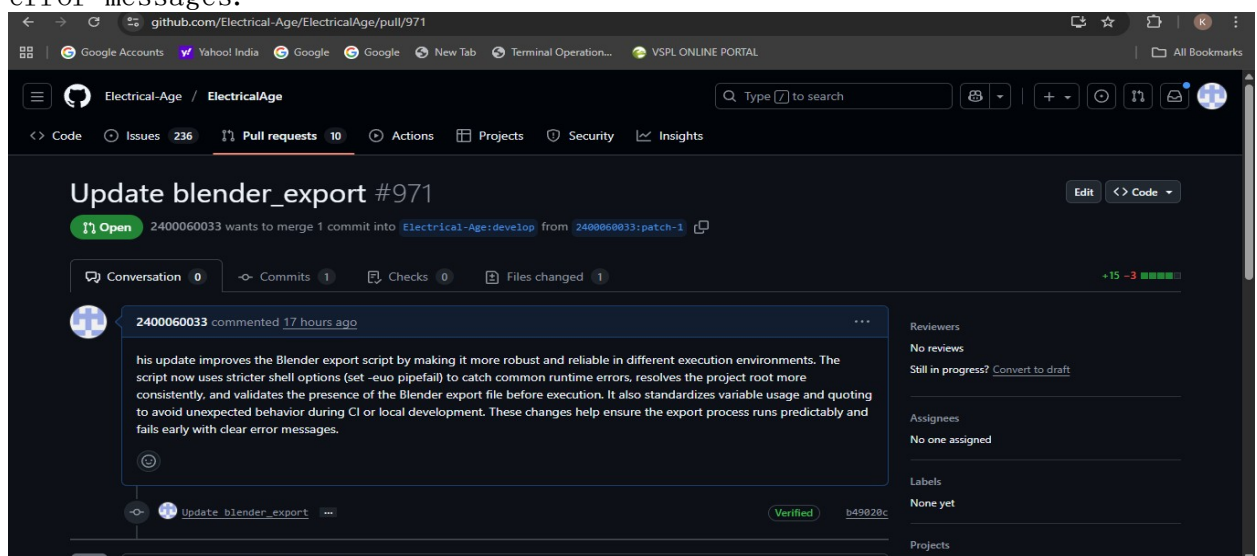 error messages.
github.com/Electrical-Age/ElectricalAge/pull/971
K
Google Accounts Yahoo! India Google Google New Tab Terminal Operation... VSPL ONLINE PORTAL All Bookmarks
Electrical-Age / ElectricalAge Type / to search
<> Code Issues 236 Pull requests 10 Actions Projects Security Insights
Update blender_export #971 Edit <> Code
Open 2400060033 wants to merge 1 commit into Electrical-Age:develop from 2400060033:patch-1
Conversation 0 Commits 1 Checks 0 Files changed 1 +15 −3
2400060033 commented 17 hours ago ...
his update improves the Blender export script by making it more robust and reliable in different execution environments. The
script now uses stricter shell options (set -euo pipefail) to catch common runtime errors, resolves the project root more
consistently, and validates the presence of the Blender export file before execution. It also standardizes variable usage and quoting
to avoid unexpected behavior during CI or local development. These changes help ensure the export process runs predictably and
fails early with clear error messages.
Update blender_export ... Verified b49020c
Reviewers
No reviews
Still in progress? Convert to draft
Assignees
No one assigned
Labels
None yet
Projects